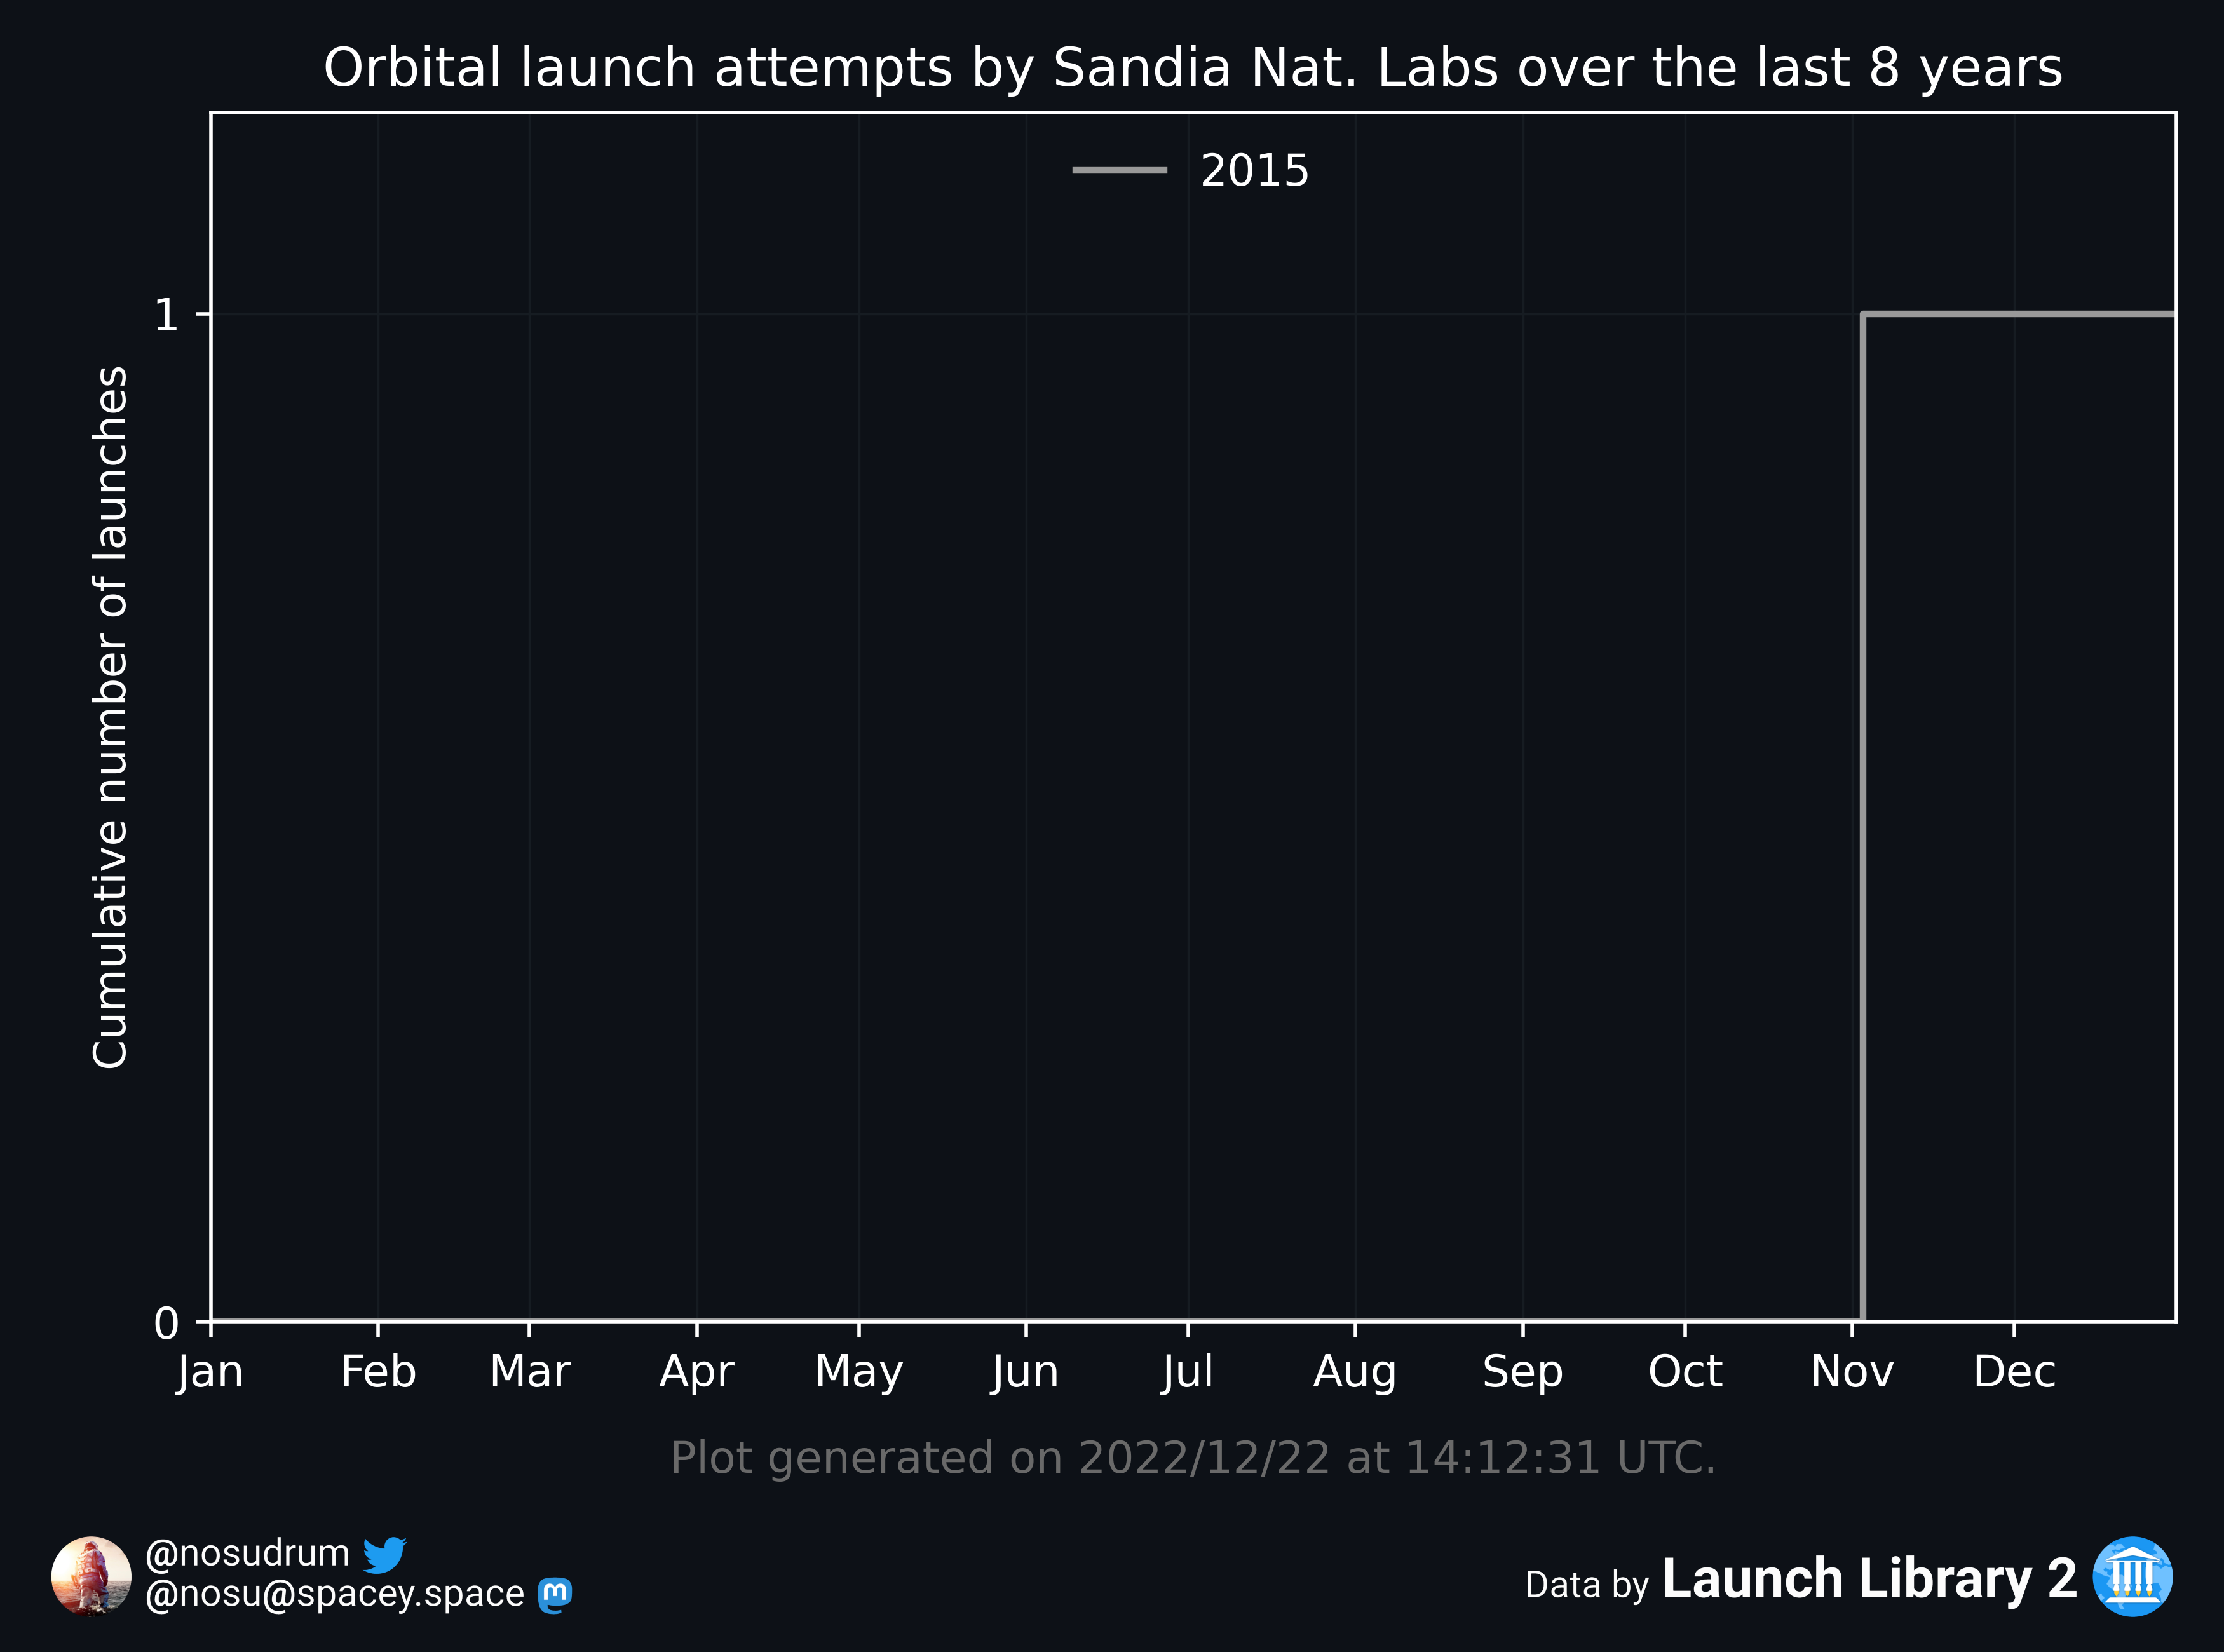 Orbital launch attempts by Sandia Nat. Labs over the last 8 years
2015
Cumulative number of launches
1
0
Jan Feb Mar Apr May Jun Jul Aug Sep Oct Nov Dec
Plot generated on 2022/12/22 at 14:12:31 UTC.
@nosudrum
@nosu@spacey.space
Data by Launch Library 2